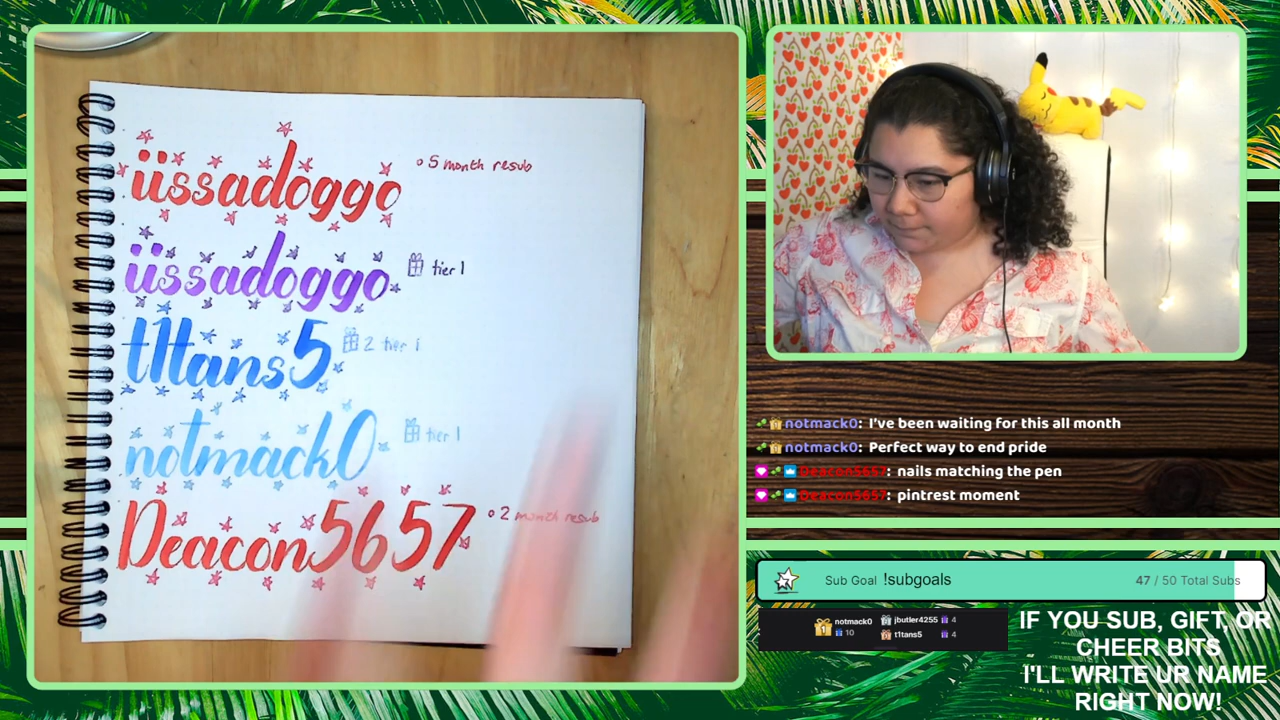 iissadoggo
° 5 month resub
iissadoggo
tier 1
t1tans5
2 tier 1
notmack0
tier 1
Deacon5657
° 2 month resub
notmack0: I've been waiting for this all month
notmack0: Perfect way to end pride
Deacon5657: nails matching the pen
Deacon5657: pintrest moment
Sub Goal !subgoals 47 / 50 Total Subs
1 notmack0 10
2 jbutler4255 4
3 t1tans5 4
IF YOU SUB, GIFT, OR
CHEER BITS
I'LL WRITE UR NAME
RIGHT NOW!